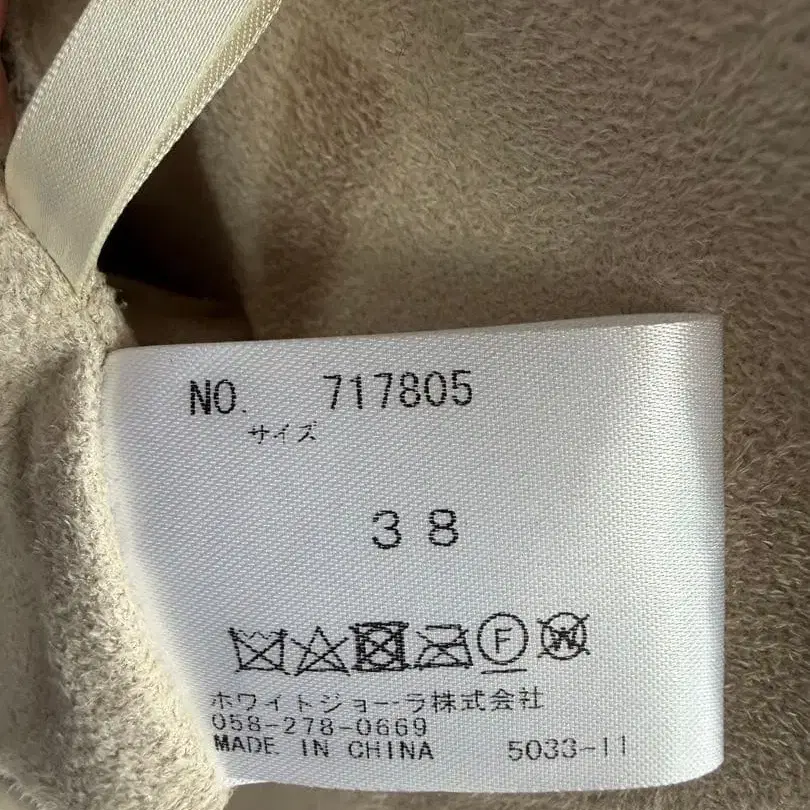 NO. 717805
サイズ
38
F W
ホワイトジョーラ株式会社
058-278-0669
MADE IN CHINA 5033-11